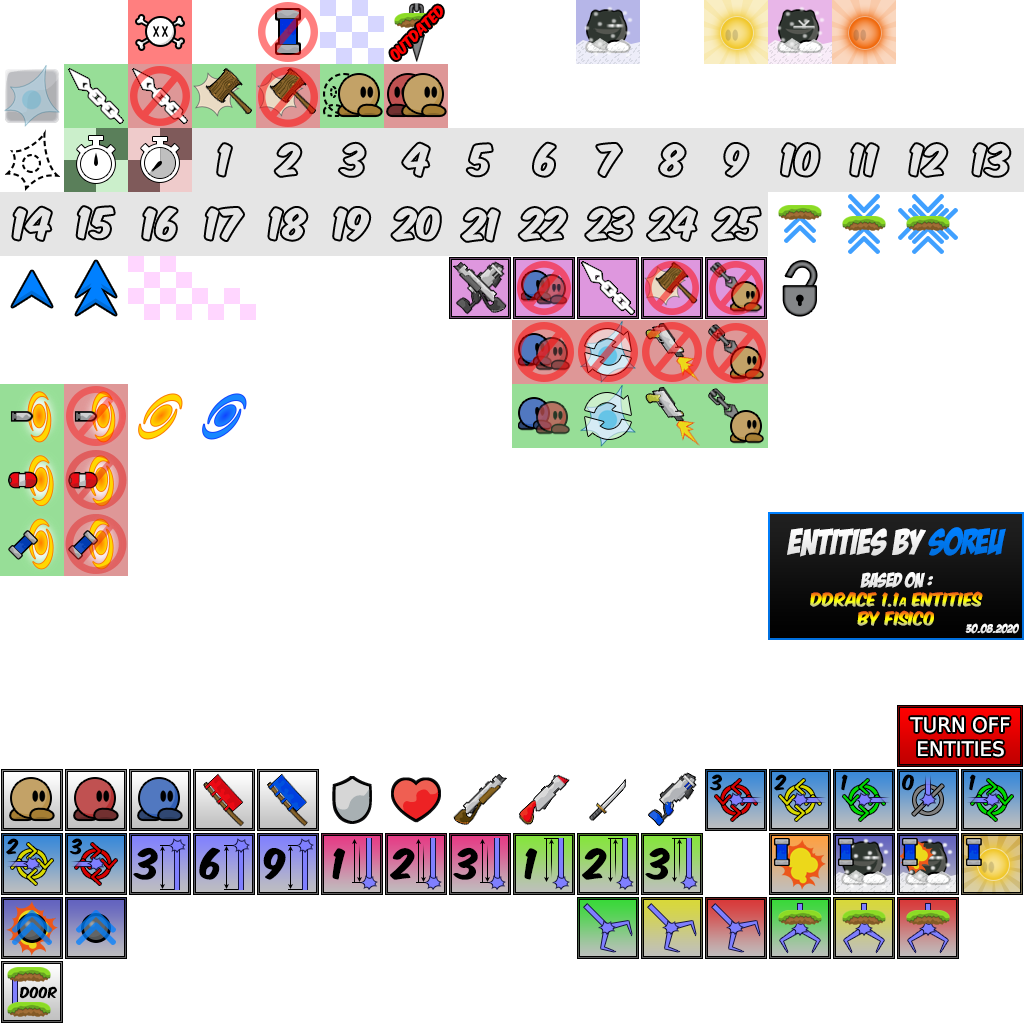 OUTDATED
1 2 3 4 5 6 7 8 9 10 11 12 13
14 15 16 17 18 19 20 21 22 23 24 25
ENTITIES BY SOREU
BASED ON :
DDRACE 1.1A ENTITIES
BY FISICO
30.08.2020
TURN OFF
ENTITIES
3 2 1 0 1
2 3 3 6 9 1 2 3 1 2 3
DOOR